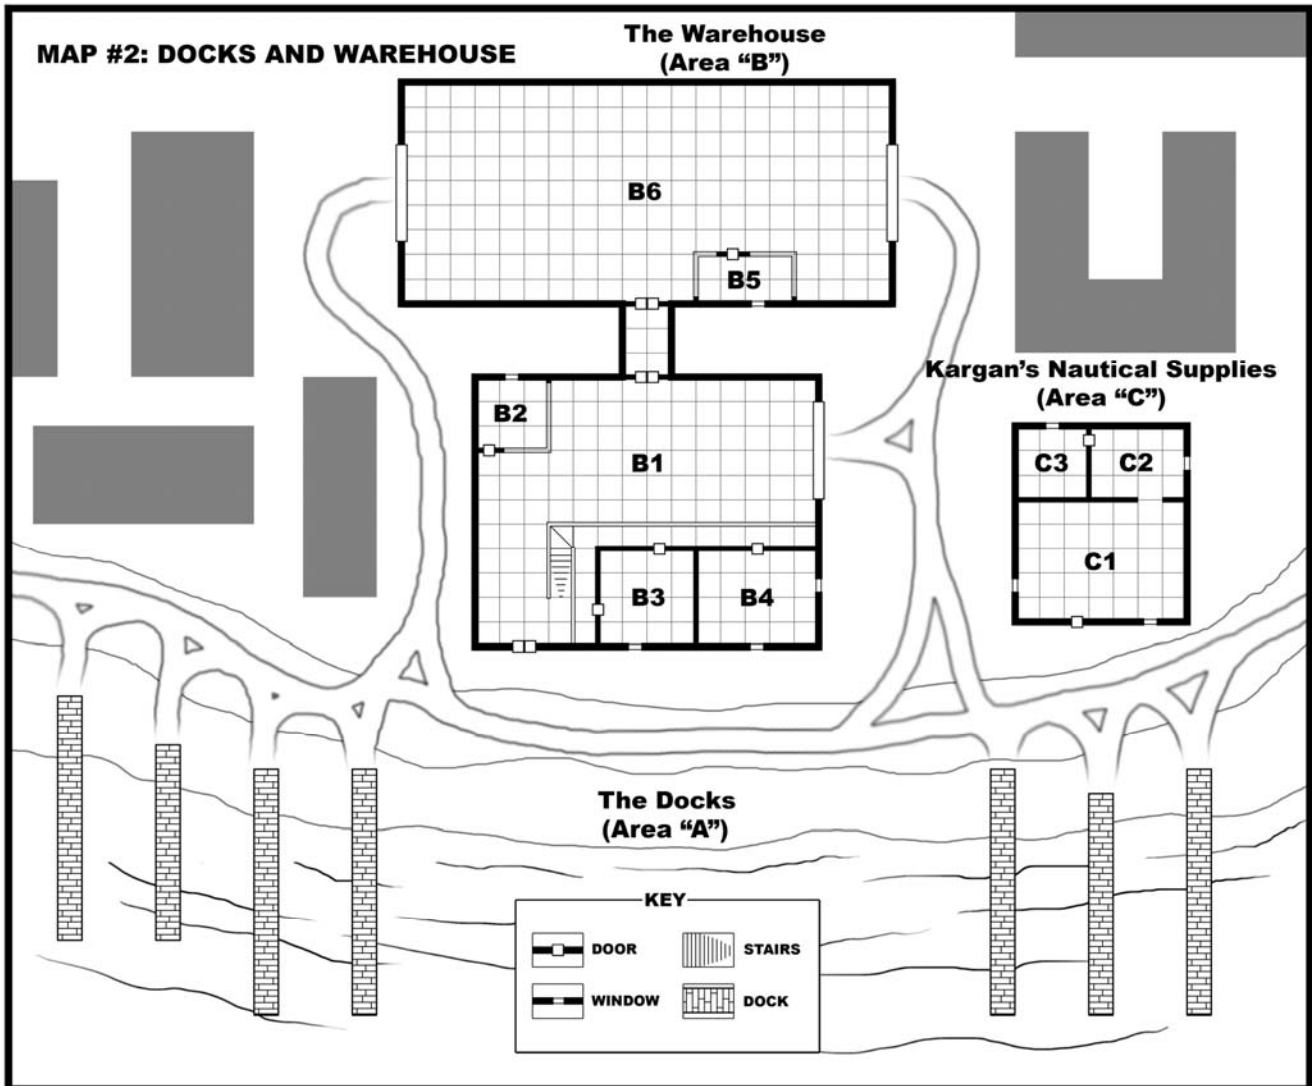 MAP #2: DOCKS AND WAREHOUSE
The Warehouse
(Area “B”)
B6
B5
Kargan’s Nautical Supplies
(Area “C”)
B2
B1
C3
C2
C1
B3
B4
The Docks
(Area “A”)
KEY
DOOR
STAIRS
WINDOW
DOCK